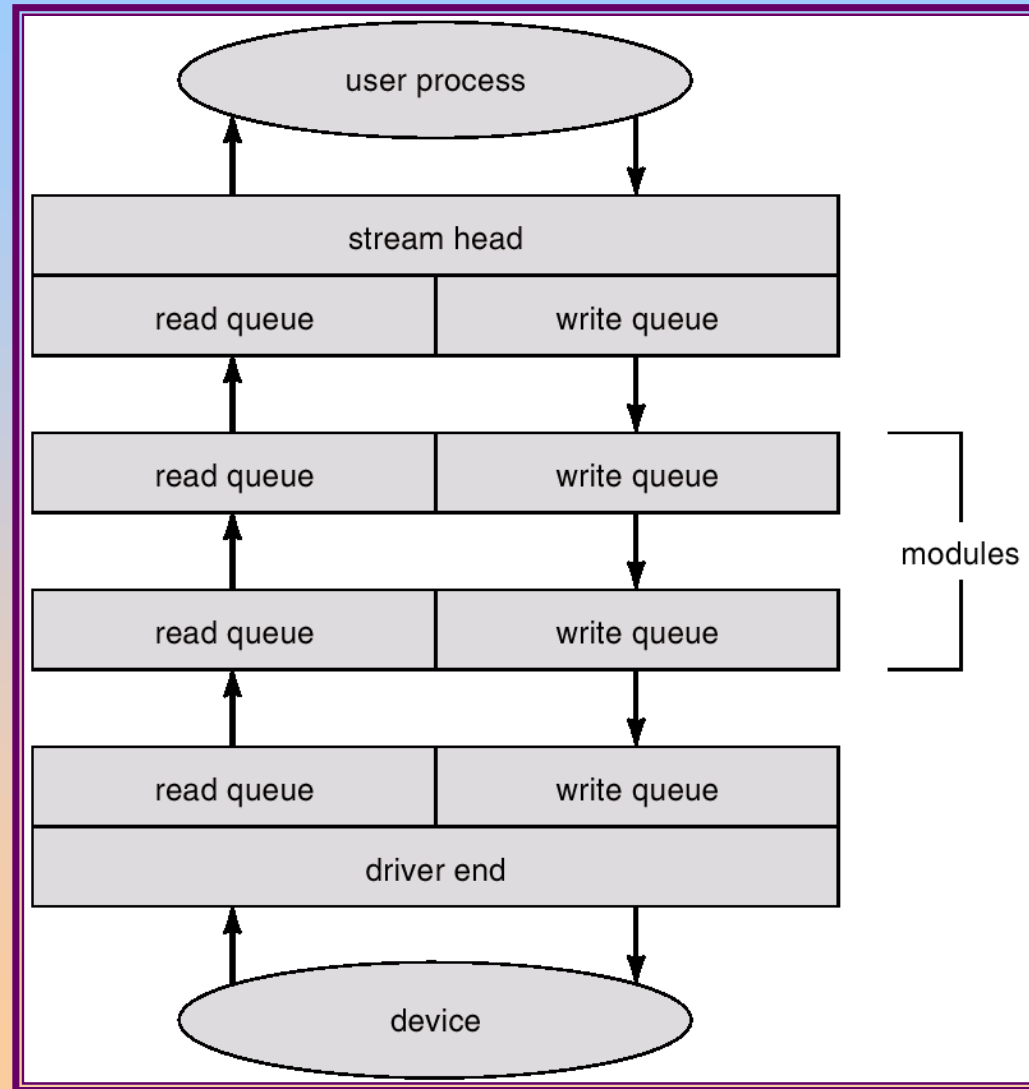 user process
stream head
read queue write queue
read queue write queue
modules
read queue write queue
read queue write queue
driver end
device